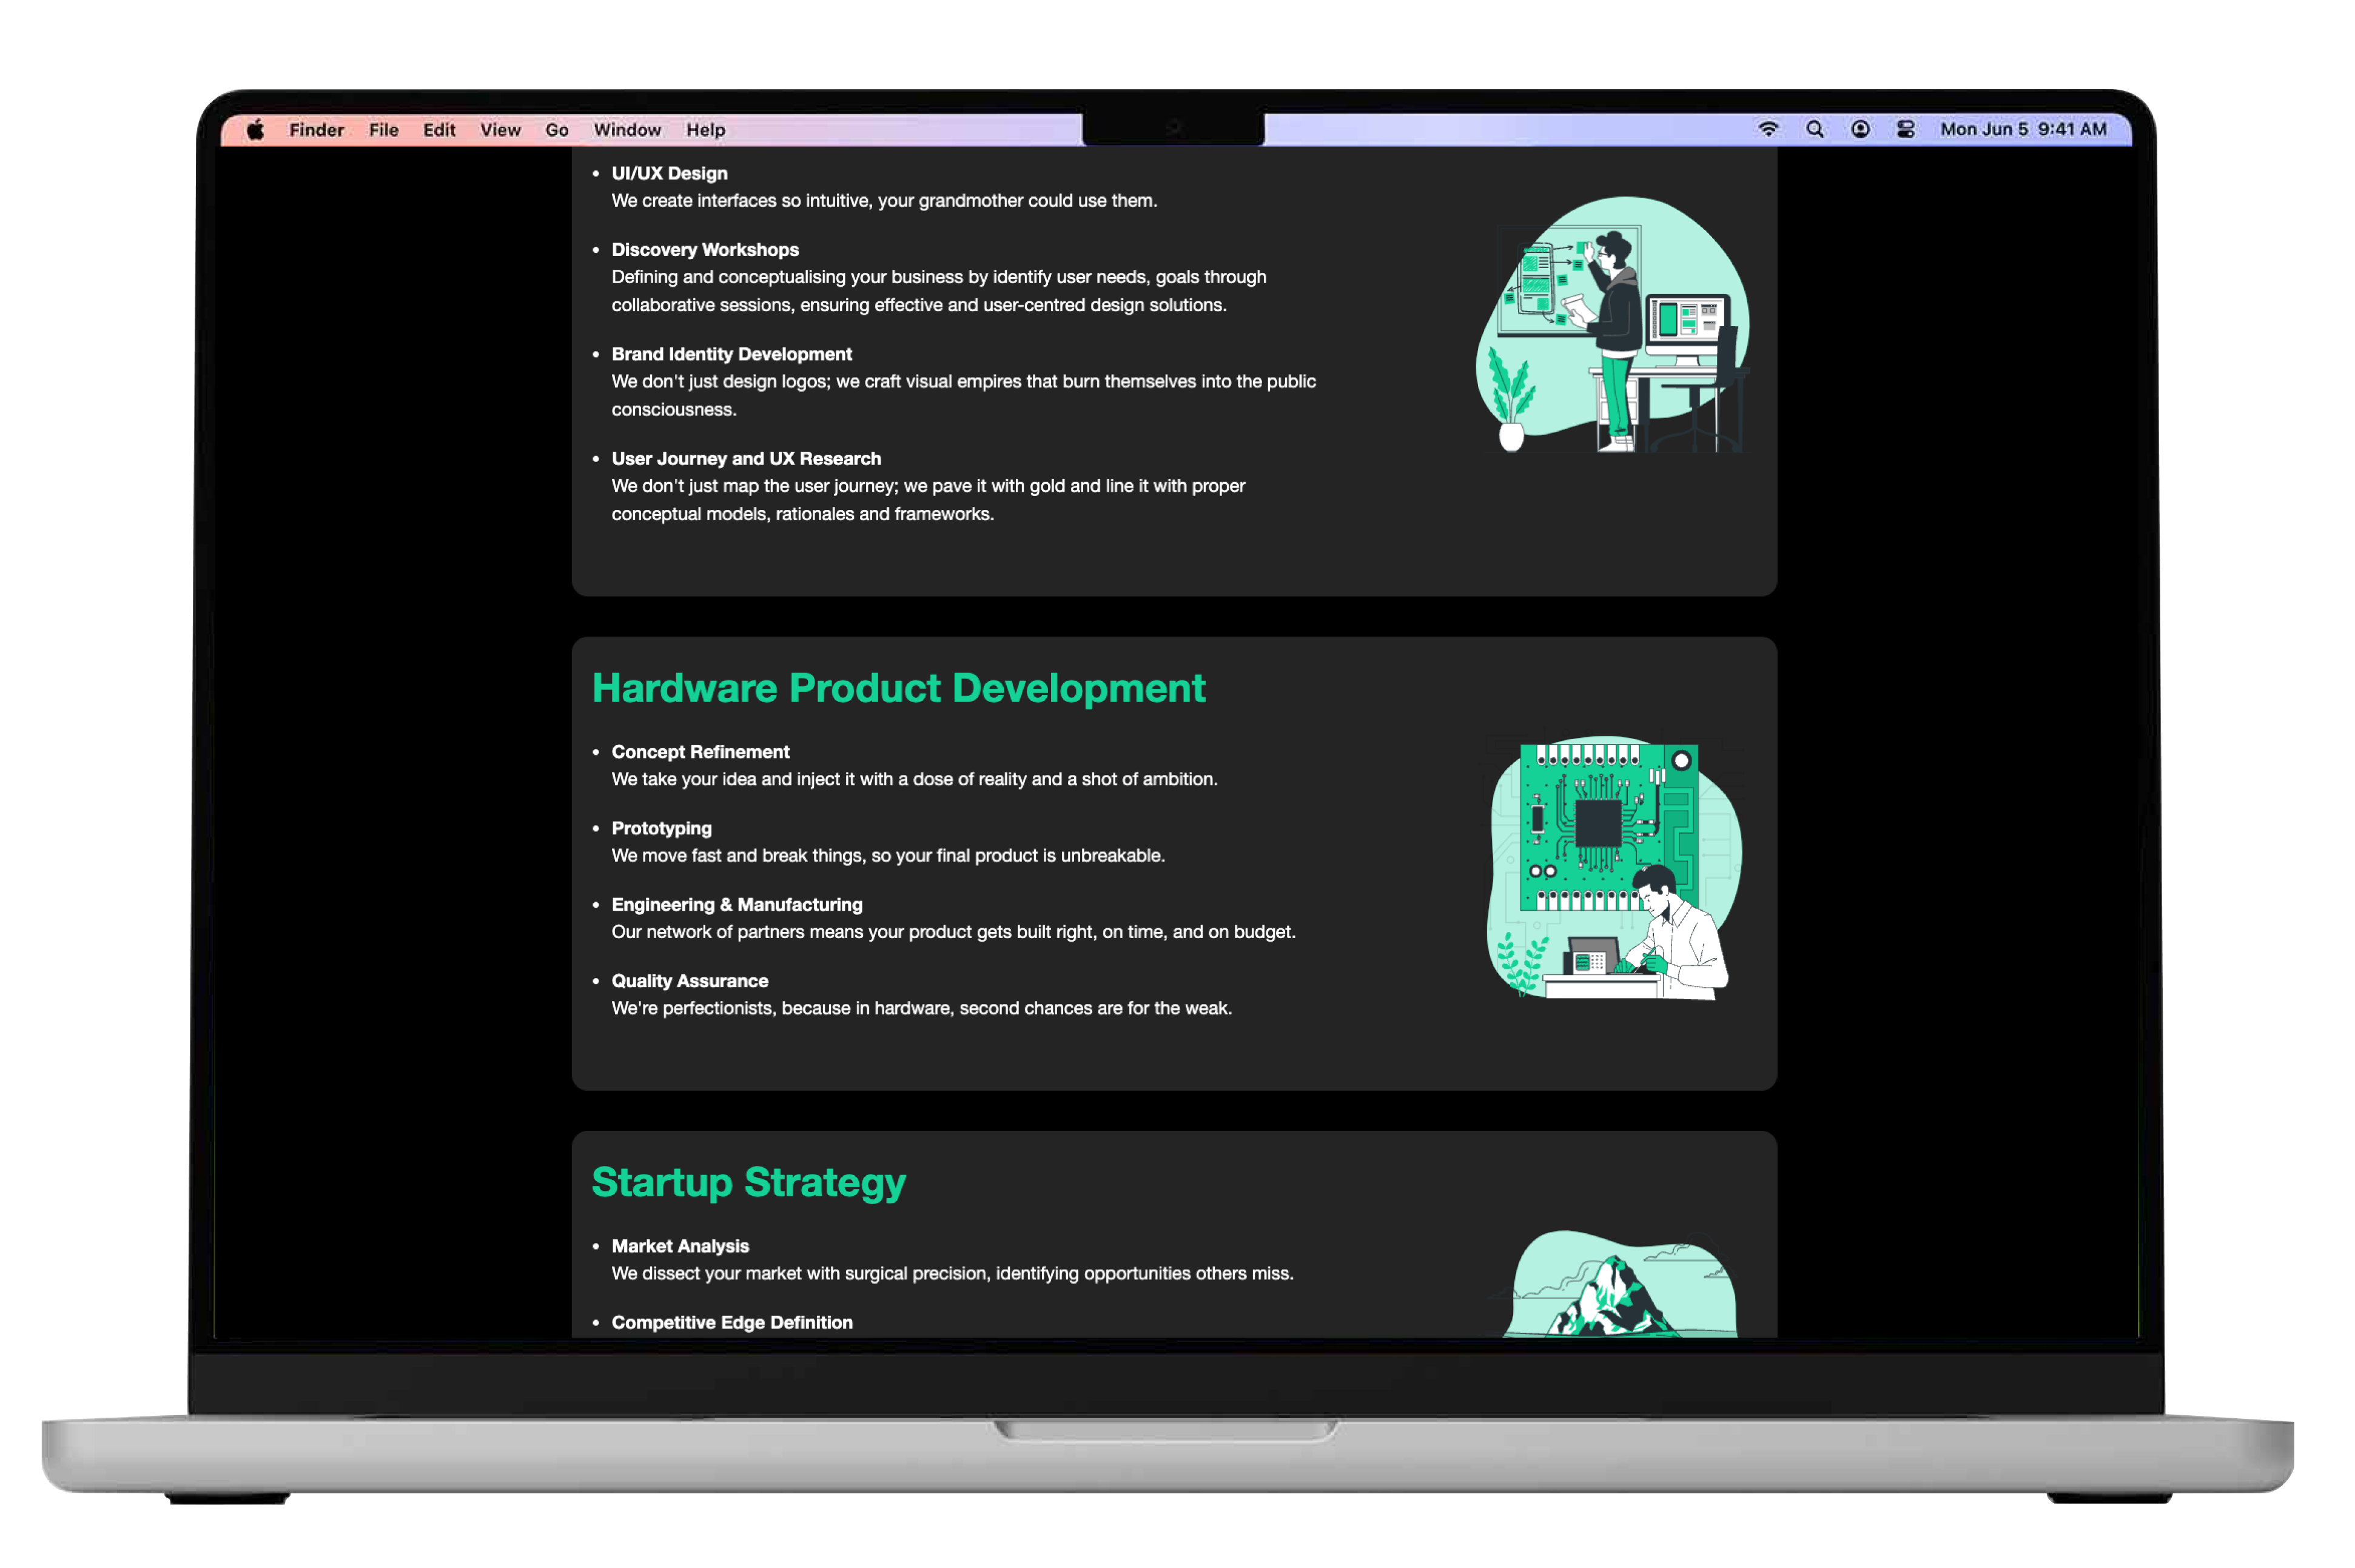 Finder File Edit View Go Window Help Mon Jun 5 9:41 AM
• UI/UX Design
We create interfaces so intuitive, your grandmother could use them.
• Discovery Workshops
Defining and conceptualising your business by identify user needs, goals through
collaborative sessions, ensuring effective and user-centred design solutions.
• Brand Identity Development
We don't just design logos; we craft visual empires that burn themselves into the public
consciousness.
• User Journey and UX Research
We don't just map the user journey; we pave it with gold and line it with proper
conceptual models, rationales and frameworks.
Hardware Product Development
• Concept Refinement
We take your idea and inject it with a dose of reality and a shot of ambition.
• Prototyping
We move fast and break things, so your final product is unbreakable.
• Engineering & Manufacturing
Our network of partners means your product gets built right, on time, and on budget.
• Quality Assurance
We're perfectionists, because in hardware, second chances are for the weak.
Startup Strategy
• Market Analysis
We dissect your market with surgical precision, identifying opportunities others miss.
• Competitive Edge Definition